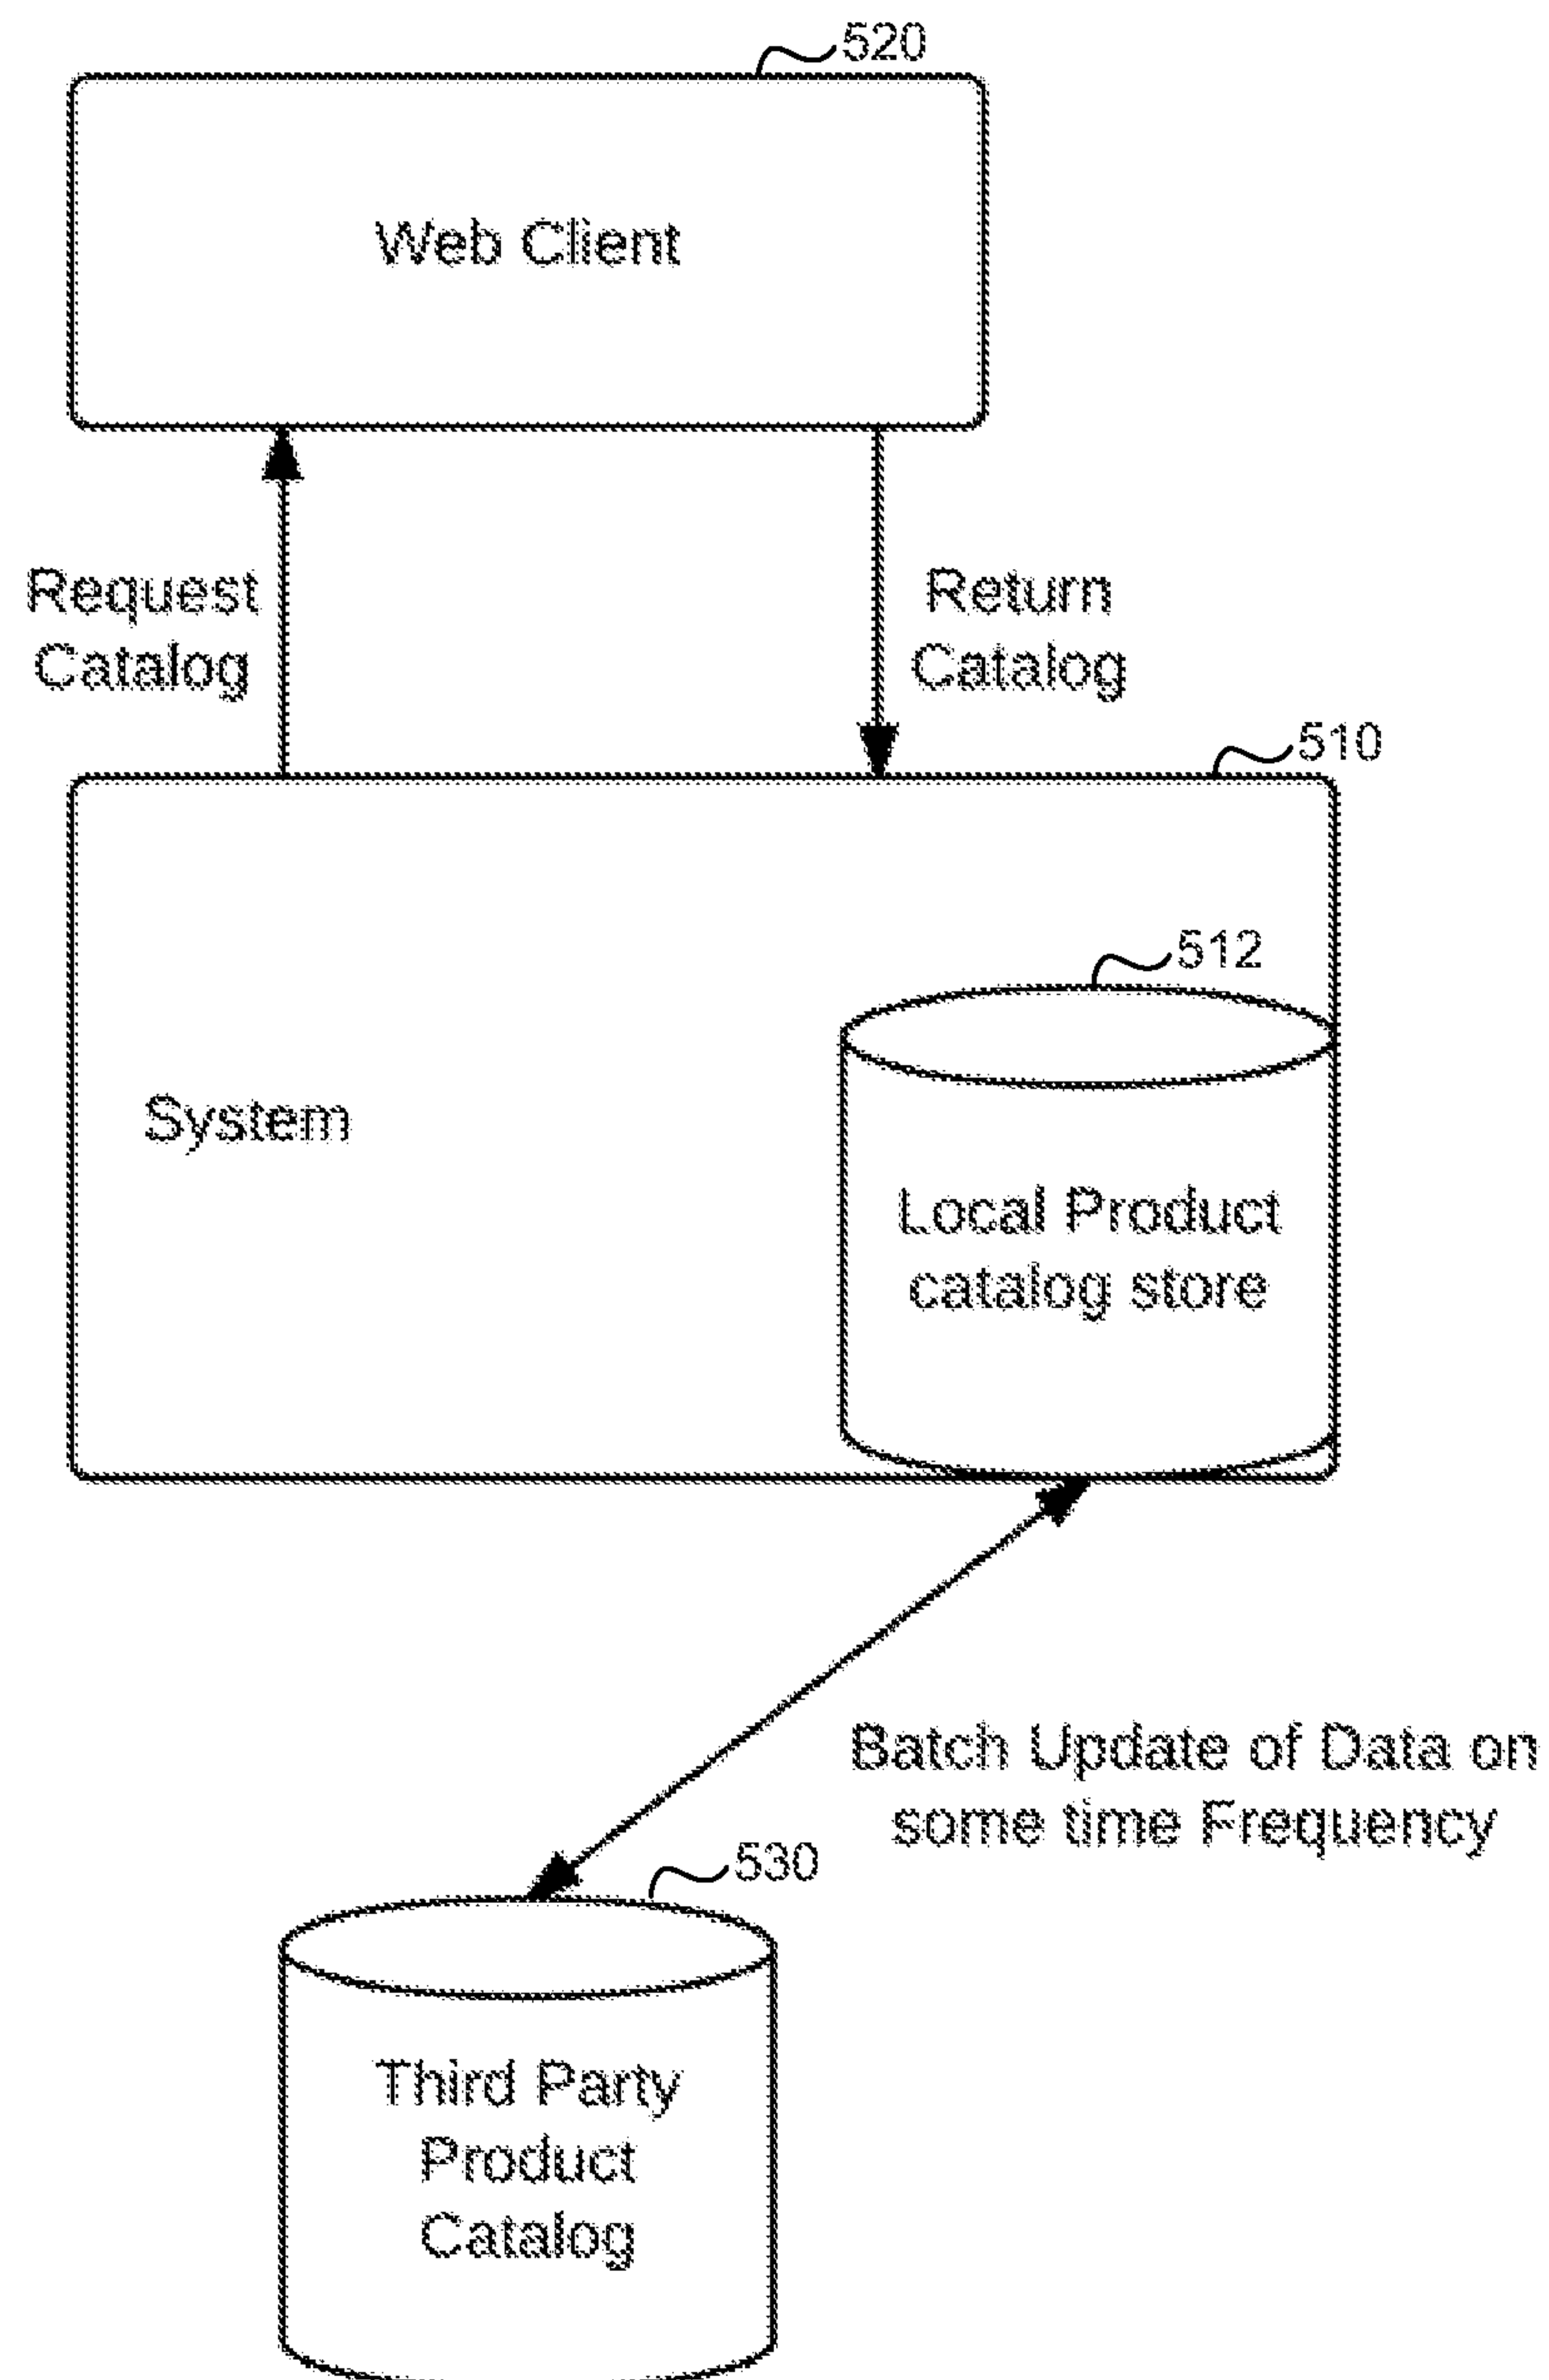 520
Web Client
Request
Catalog
Return
Catalog
510
512
System
Local Product
catalog store
Batch Update of Data on
some time Frequency
530
Third Party
Product
Catalog